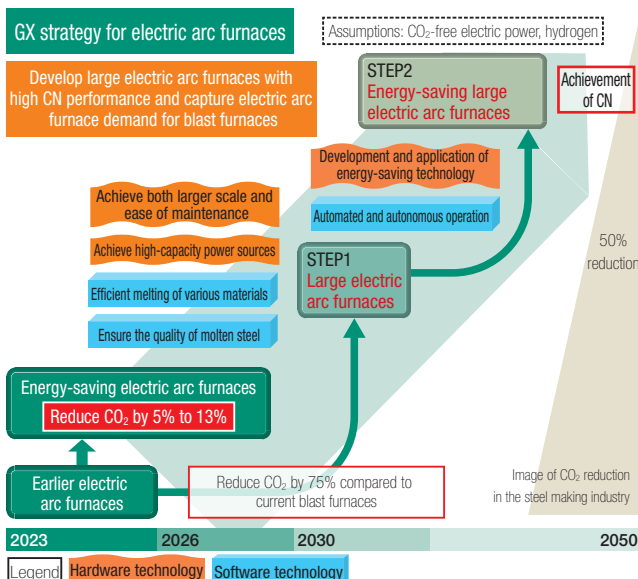 GX strategy for electric arc furnaces
Assumptions: CO₂-free electric power, hydrogen
Develop large electric arc furnaces with
high CN performance and capture electric arc
furnace demand for blast furnaces
STEP2
Energy-saving large
electric arc furnaces
Achievement
of CN
Development and application of
energy-saving technology
Automated and autonomous operation
Achieve both larger scale and
ease of maintenance
Achieve high-capacity power sources
Efficient melting of various materials
Ensure the quality of molten steel
STEP1
Large electric
arc furnaces
50%
reduction
Energy-saving electric arc furnaces
Reduce CO₂ by 5% to 13%
Earlier electric
arc furnaces
Reduce CO₂ by 75% compared to
current blast furnaces
Image of CO₂ reduction
in the steel making industry
2023
2026
2030
2050
Legend
Hardware technology
Software technology